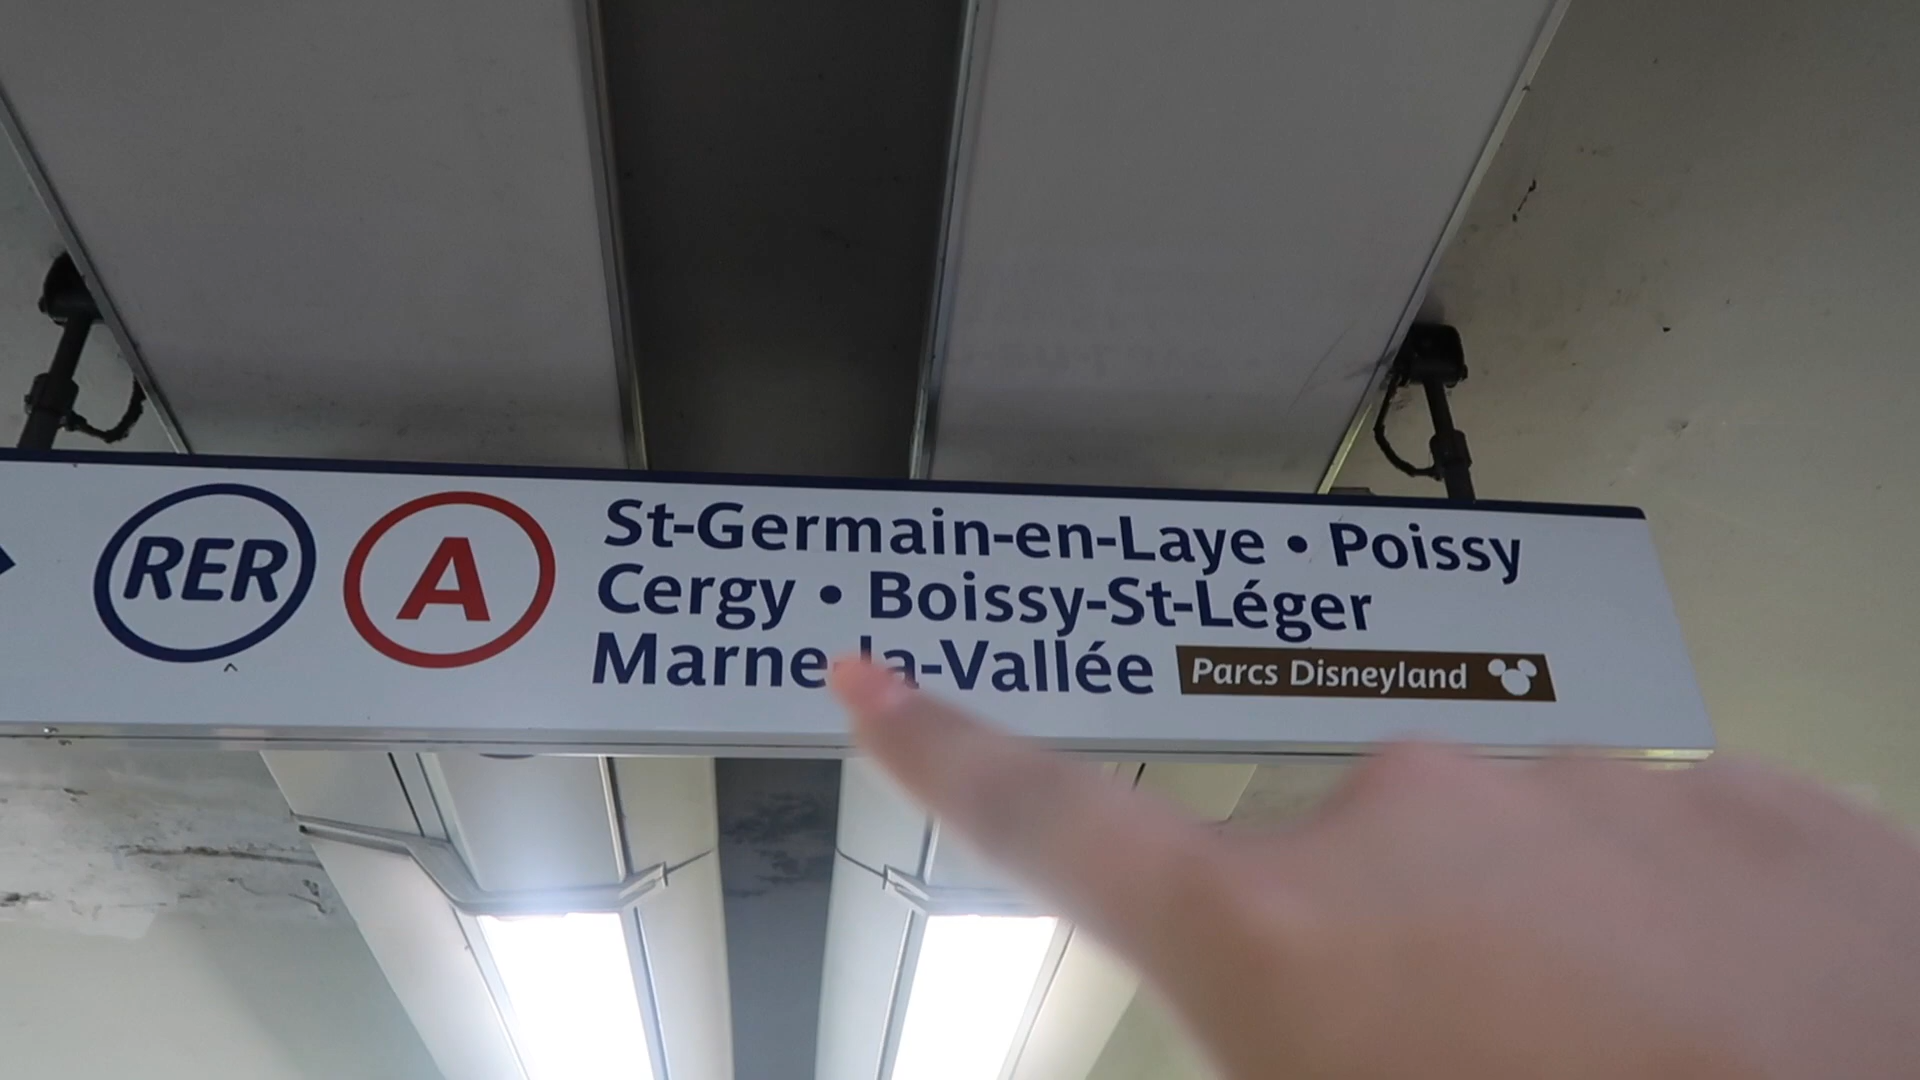 RER A St-Germain-en-Laye • Poissy
Cergy • Boissy-St-Léger
Marne-la-Vallée Parcs Disneyland